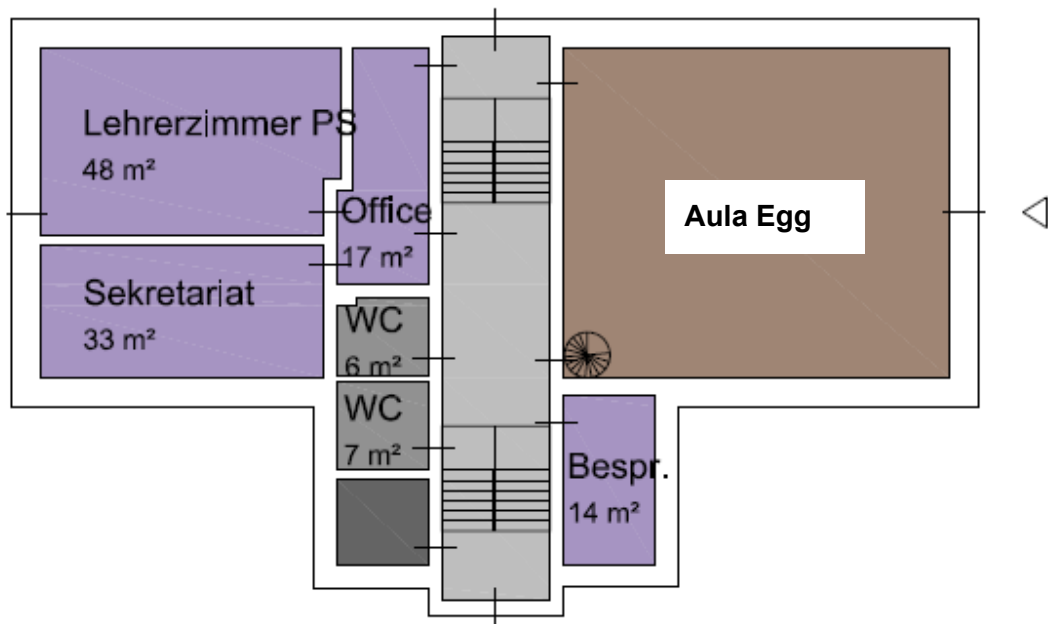 Lehrerzimmer PS
48 m²
Office
17 m²
Aula Egg
Sekretariat
33 m²
WC
6 m²
WC
7 m²
Bespr.
14 m²